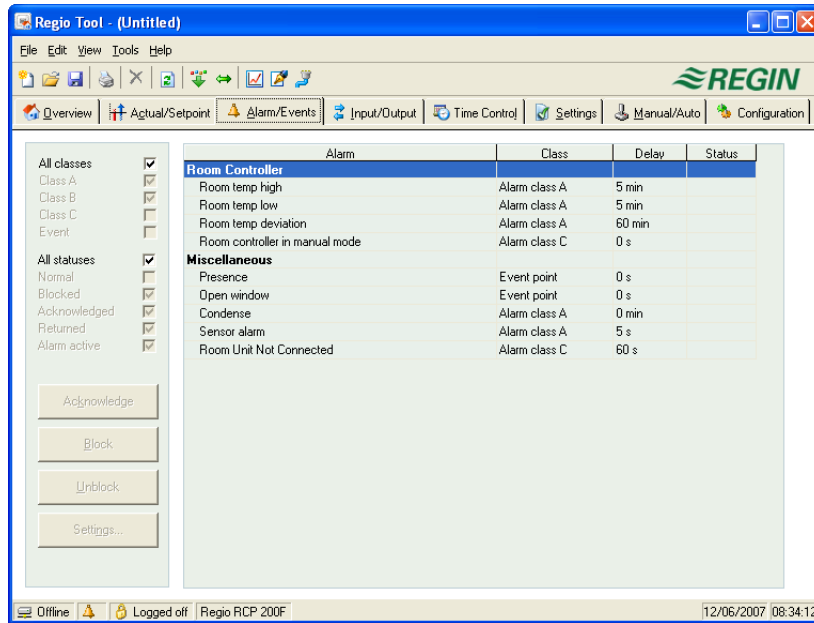 Regio Tool - (Untitled)
File Edit View Tools Help
REGIN
Overview Actual/Setpoint Alarm/Events Input/Output Time Control Settings Manual/Auto Configuration
All classes
Class A
Class B
Class C
Event
All statuses
Normal
Blocked
Acknowledged
Returned
Alarm active
Acknowledge
Block
Unblock
Settings...
Alarm Class Delay Status
Room Controller
Room temp high Alarm class A 5 min
Room temp low Alarm class A 5 min
Room temp deviation Alarm class A 60 min
Room controller in manual mode Alarm class C 0 s
Miscellaneous
Presence Event point 0 s
Open window Event point 0 s
Condense Alarm class A 0 min
Sensor alarm Alarm class A 5 s
Room Unit Not Connected Alarm class C 60 s
Offline Logged off Regio RCP 200F 12/06/2007 08:34:12